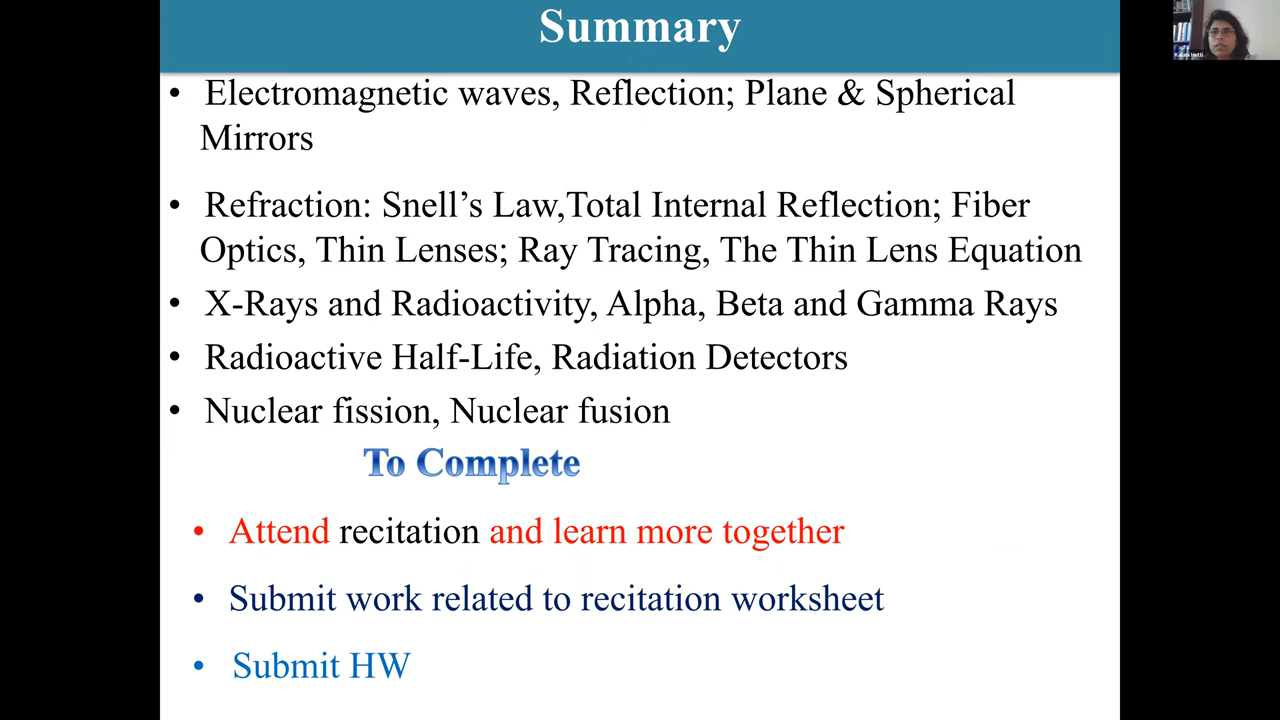 Summary
• Electromagnetic waves, Reflection; Plane & Spherical
Mirrors
• Refraction: Snell’s Law,Total Internal Reflection; Fiber
Optics, Thin Lenses; Ray Tracing, The Thin Lens Equation
• X-Rays and Radioactivity, Alpha, Beta and Gamma Rays
• Radioactive Half-Life, Radiation Detectors
• Nuclear fission, Nuclear fusion
To Complete
• Attend recitation and learn more together
• Submit work related to recitation worksheet
• Submit HW